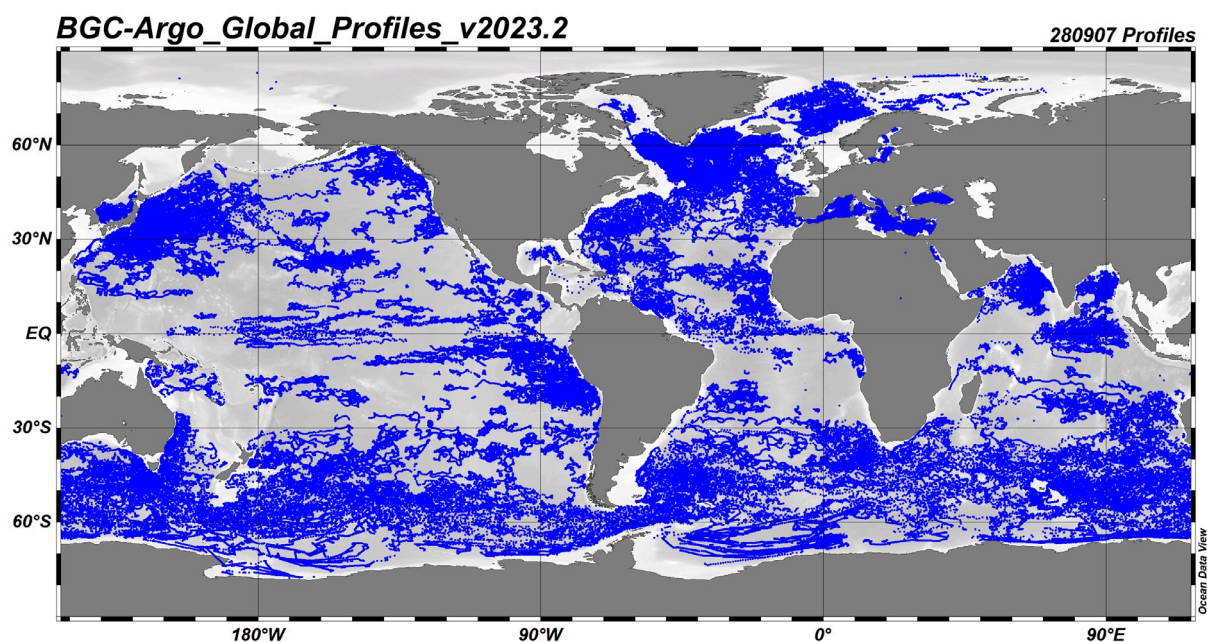 BGC-Argo_Global_Profiles_v2023.2
280907 Profiles
60°N
30°N
EQ
30°S
60°S
180°W
90°W
0°
90°E
Ocean Data View